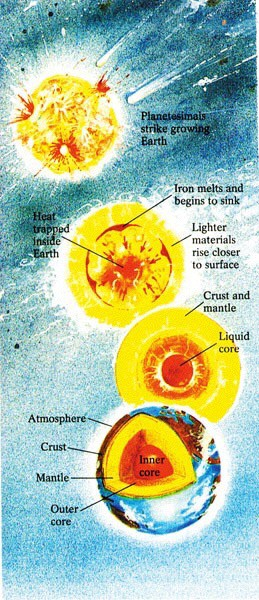 Planetesimals
strike growing
Earth
Iron melts and
begins to sink
Heat
trapped
inside
Earth
Lighter
materials
rise closer
to surface
Crust and
mantle
Liquid
core
Atmosphere
Crust
Mantle
Outer
core
Inner
core